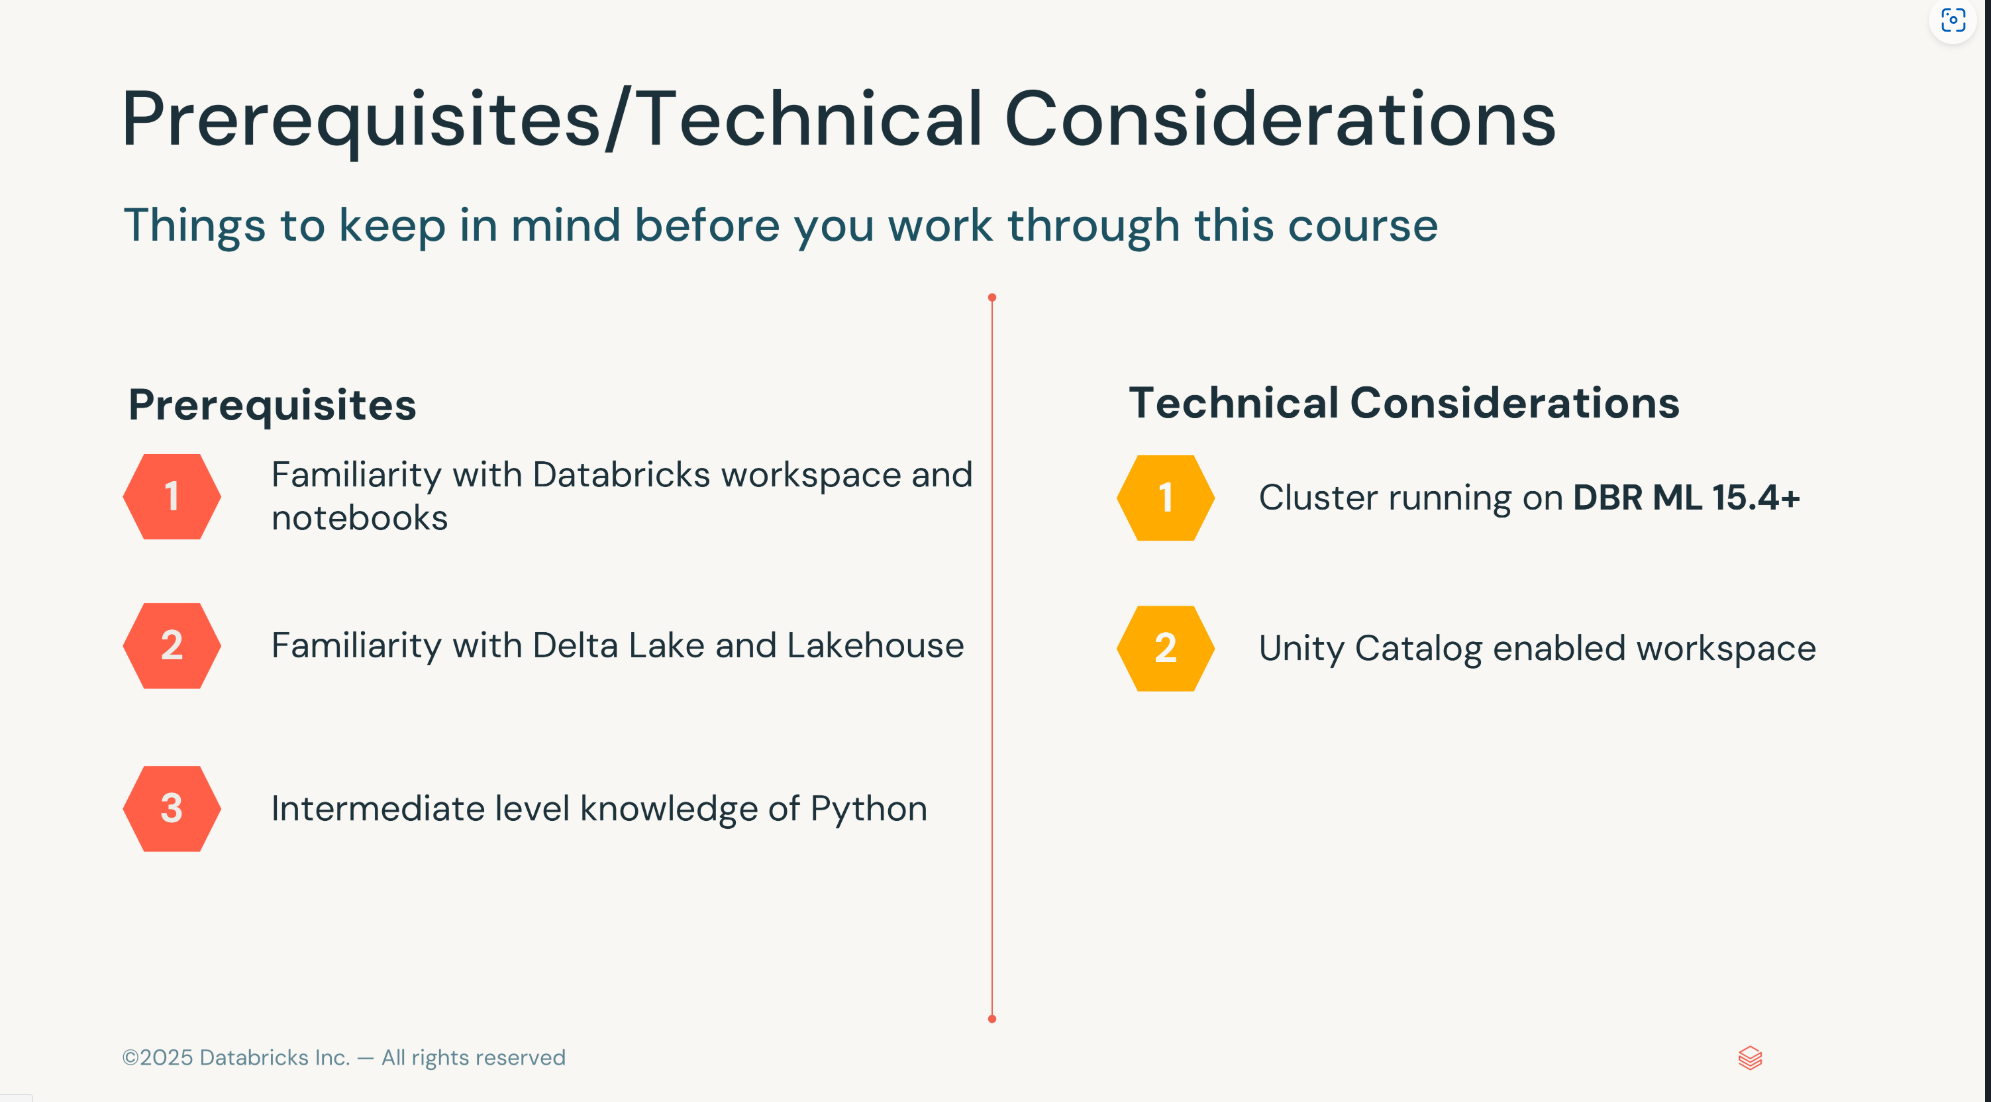 Prerequisites/Technical Considerations
Things to keep in mind before you work through this course
Prerequisites
1
Familiarity with Databricks workspace and
notebooks
2
Familiarity with Delta Lake and Lakehouse
3
Intermediate level knowledge of Python
Technical Considerations
1
Cluster running on DBR ML 15.4+
2
Unity Catalog enabled workspace
©2025 Databricks Inc. — All rights reserved